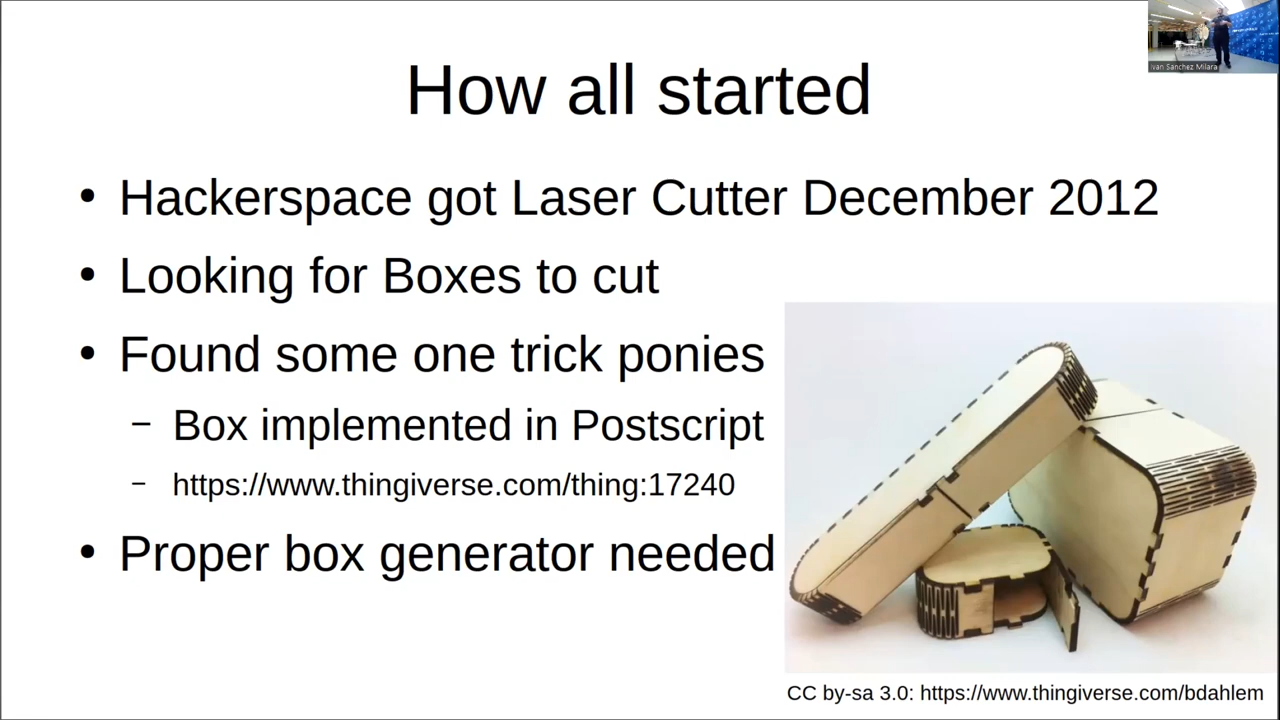 Ivan Sanchez Milara
How all started
• Hackerspace got Laser Cutter December 2012
• Looking for Boxes to cut
• Found some one trick ponies
– Box implemented in Postscript
– https://www.thingiverse.com/thing:17240
• Proper box generator needed
CC by-sa 3.0: https://www.thingiverse.com/bdahlem